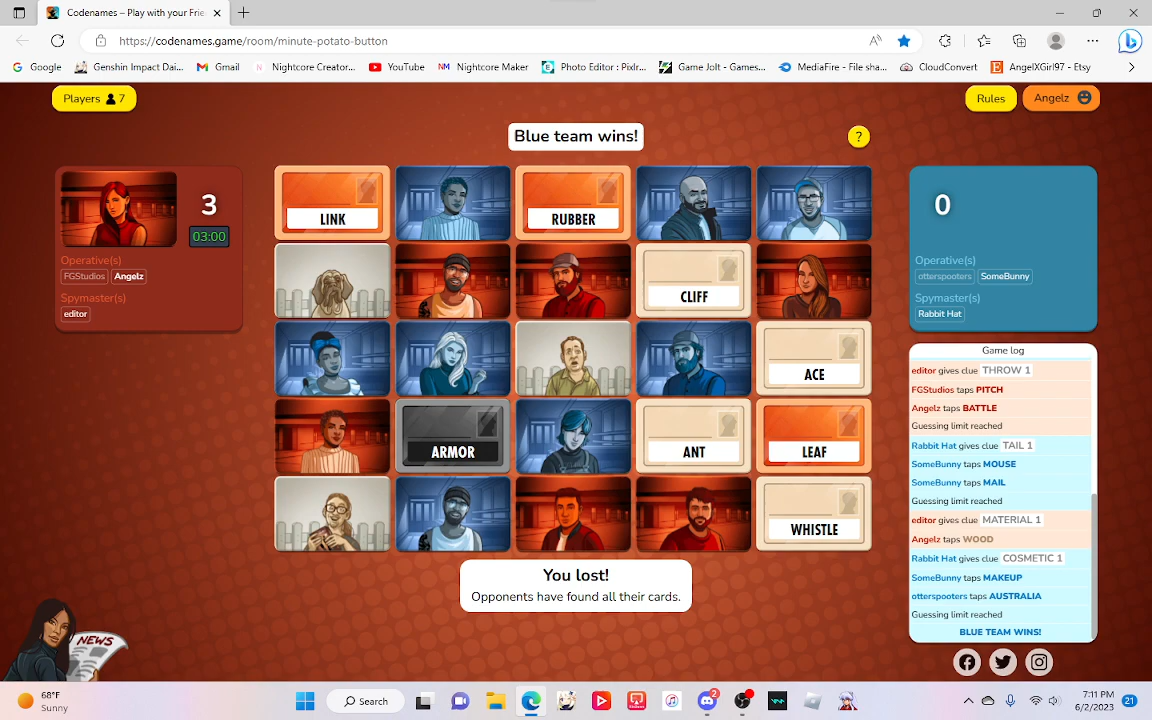 Codenames – Play with your Frie
https://codenames.game/room/minute-potato-button
Google
Genshin Impact Dai...
Gmail
Nightcore Creator...
YouTube
Nightcore Maker
Photo Editor : Pixlr...
Game Jolt - Games...
MediaFire - File sha...
CloudConvert
AngelXGirl97 - Etsy
Players 7
Rules
Angelz
Blue team wins!
?
3
03:00
Operative(s)
FGStudios Angelz
Spymaster(s)
editor
LINK
RUBBER
CLIFF
ACE
ARMOR
ANT
LEAF
WHISTLE
0
Operative(s)
otterspooters SomeBunny
Spymaster(s)
Rabbit Hat
Game log
editor gives clue THROW 1
FGStudios taps PITCH
Angelz taps BATTLE
Guessing limit reached
Rabbit Hat gives clue TAIL 1
SomeBunny taps MOUSE
SomeBunny taps MAIL
Guessing limit reached
editor gives clue MATERIAL 1
Angelz taps WOOD
Rabbit Hat gives clue COSMETIC 1
SomeBunny taps MAKEUP
otterspooters taps AUSTRALIA
Guessing limit reached
BLUE TEAM WINS!
You lost!
Opponents have found all their cards.
NEWS
68°F
Sunny
Search
2
7:11 PM
6/2/2023
21